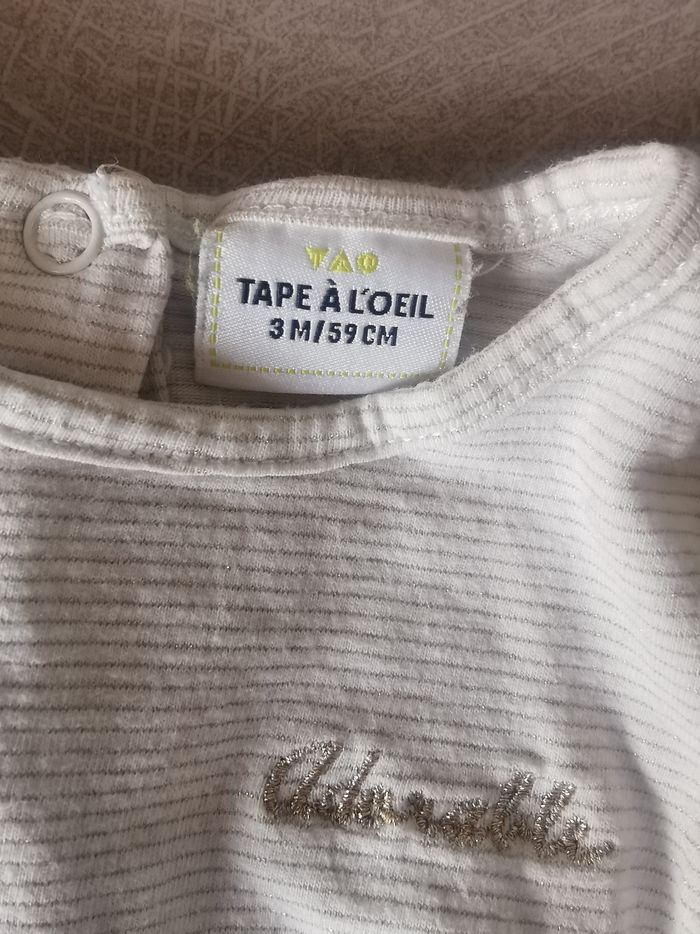 TAO
TAPE À L'OEIL
3 M/59 CM
Adorable